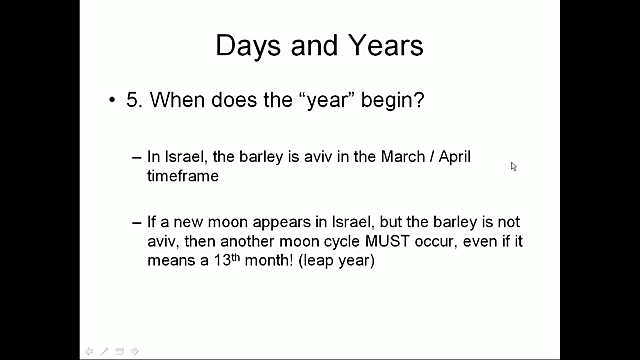 Days and Years
• 5. When does the “year” begin?
– In Israel, the barley is aviv in the March / April
timeframe
– If a new moon appears in Israel, but the barley is not
aviv, then another moon cycle MUST occur, even if it
means a 13th month! (leap year)